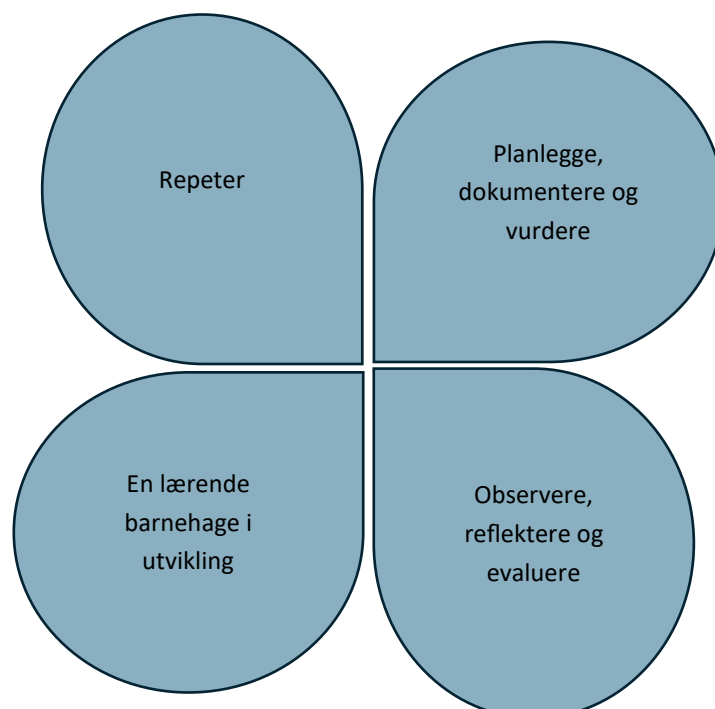 Repeter
Planlegge,
dokumentere og
vurdere
En lærende
barnehage i
utvikling
Observere,
reflektere og
evaluere